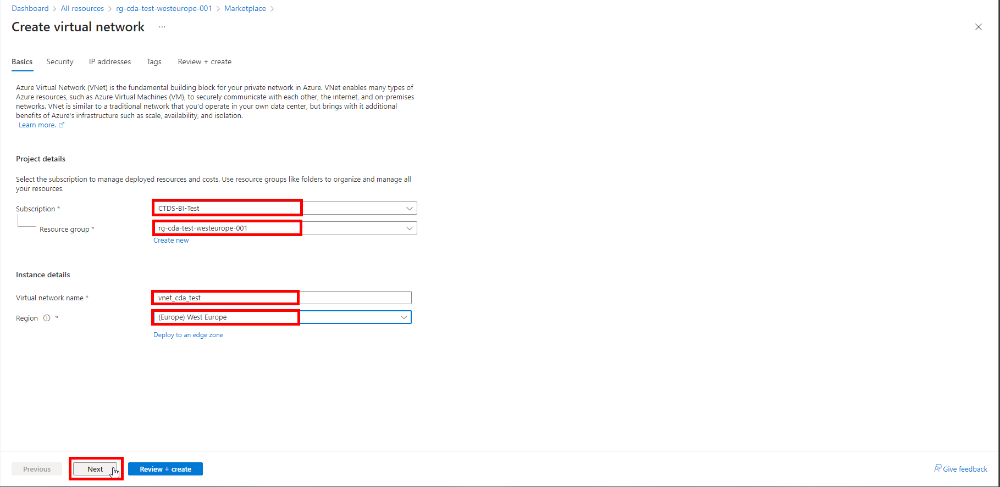 Dashboard > All resources > rg-cda-test-westeurope-001 > Marketplace >
Create virtual network ...
Basics Security IP addresses Tags Review + create
Azure Virtual Network (VNet) is the fundamental building block for your private network in Azure. VNet enables many types of
Azure resources, such as Azure Virtual Machines (VM), to securely communicate with each other, the internet, and on-premises
networks. VNet is similar to a traditional network that you'd operate in your own data center, but brings with it additional
benefits of Azure's infrastructure such as scale, availability, and isolation.
Learn more.
Project details
Select the subscription to manage deployed resources and costs. Use resource groups like folders to organize and manage all
your resources.
Subscription * CTDS-BI-Test
Resource group * rg-cda-test-westeurope-001
Create new
Instance details
Virtual network name * vnet_cda_test
Region * (Europe) West Europe
Deploy to an edge zone
Previous Next Review + create Give feedback